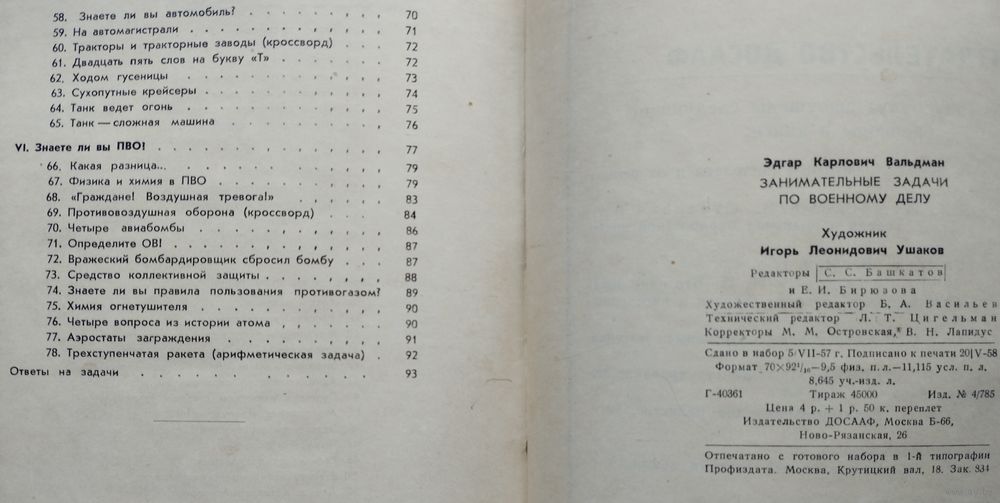 58. Знаете ли вы автомобиль? . . . . . . . 70
59. На автомагистрали . . . . . . . . . 71
60. Тракторы и тракторные заводы (кроссворд) . . . 72
61. Двадцать пять слов на букву «Т» . . . . . . 72
62. Ходом гусеницы . . . . . . . . . . 73
63. Сухопутные крейсеры . . . . . . . . . 74
64. Танк ведет огонь . . . . . . . . . . 75
65. Танк — сложная машина . . . . . . . . 76
VI. Знаете ли вы ПВО! . . . . . . . . . . 77
66. Какая разница... . . . . . . . . . . 79
67. Физика и химия в ПВО . . . . . . . . 79
68. «Граждане! Воздушная тревога!» . . . . . . 83
69. Противовоздушная оборона (кроссворд) . . . . 84
70. Четыре авиабомбы . . . . . . . . . 86
71. Определите ОВ! . . . . . . . . . . 87
72. Вражеский бомбардировщик сбросил бомбу . . . 87
73. Средство коллективной защиты . . . . . . 88
74. Знаете ли вы правила пользования противогазом? 89
75. Химия огнетушителя . . . . . . . . . 90
76. Четыре вопроса из истории атома . . . . . 90
77. Аэростаты заграждения . . . . . . . . 91
78. Трехступенчатая ракета (арифметическая задача) . 92
Ответы на задачи . . . . . . . . . . 93
Эдгар Карлович Вальдман
ЗАНИМАТЕЛЬНЫЕ ЗАДАЧИ
ПО ВОЕННОМУ ДЕЛУ
Художник
Игорь Леонидович Ушаков
Редакторы С. С. Башкатов
и Е. И. Бирюзова
Художественный редактор Б. А. Васильев
Технический редактор Л. Т. Цигельман
Корректоры М. М. Островская, В. Н. Лапидус
Сдано в набор 5/VII-57 г. Подписано к печати 20|V-58
Формат 70×92¹/₁₆—9,5 физ. п.л.—11,115 усл. п. л.
8,645 уч.-изд. л.
Г-40361 Тираж 45000 Изд. № 4/785
Цена 4 р. + 1 р. 50 к. переплет
Издательство ДОСААФ, Москва Б-66,
Ново-Рязанская, 26
Отпечатано с готового набора в 1-й типографии
Профиздата. Москва, Крутицкий вал, 18. Зак. 834